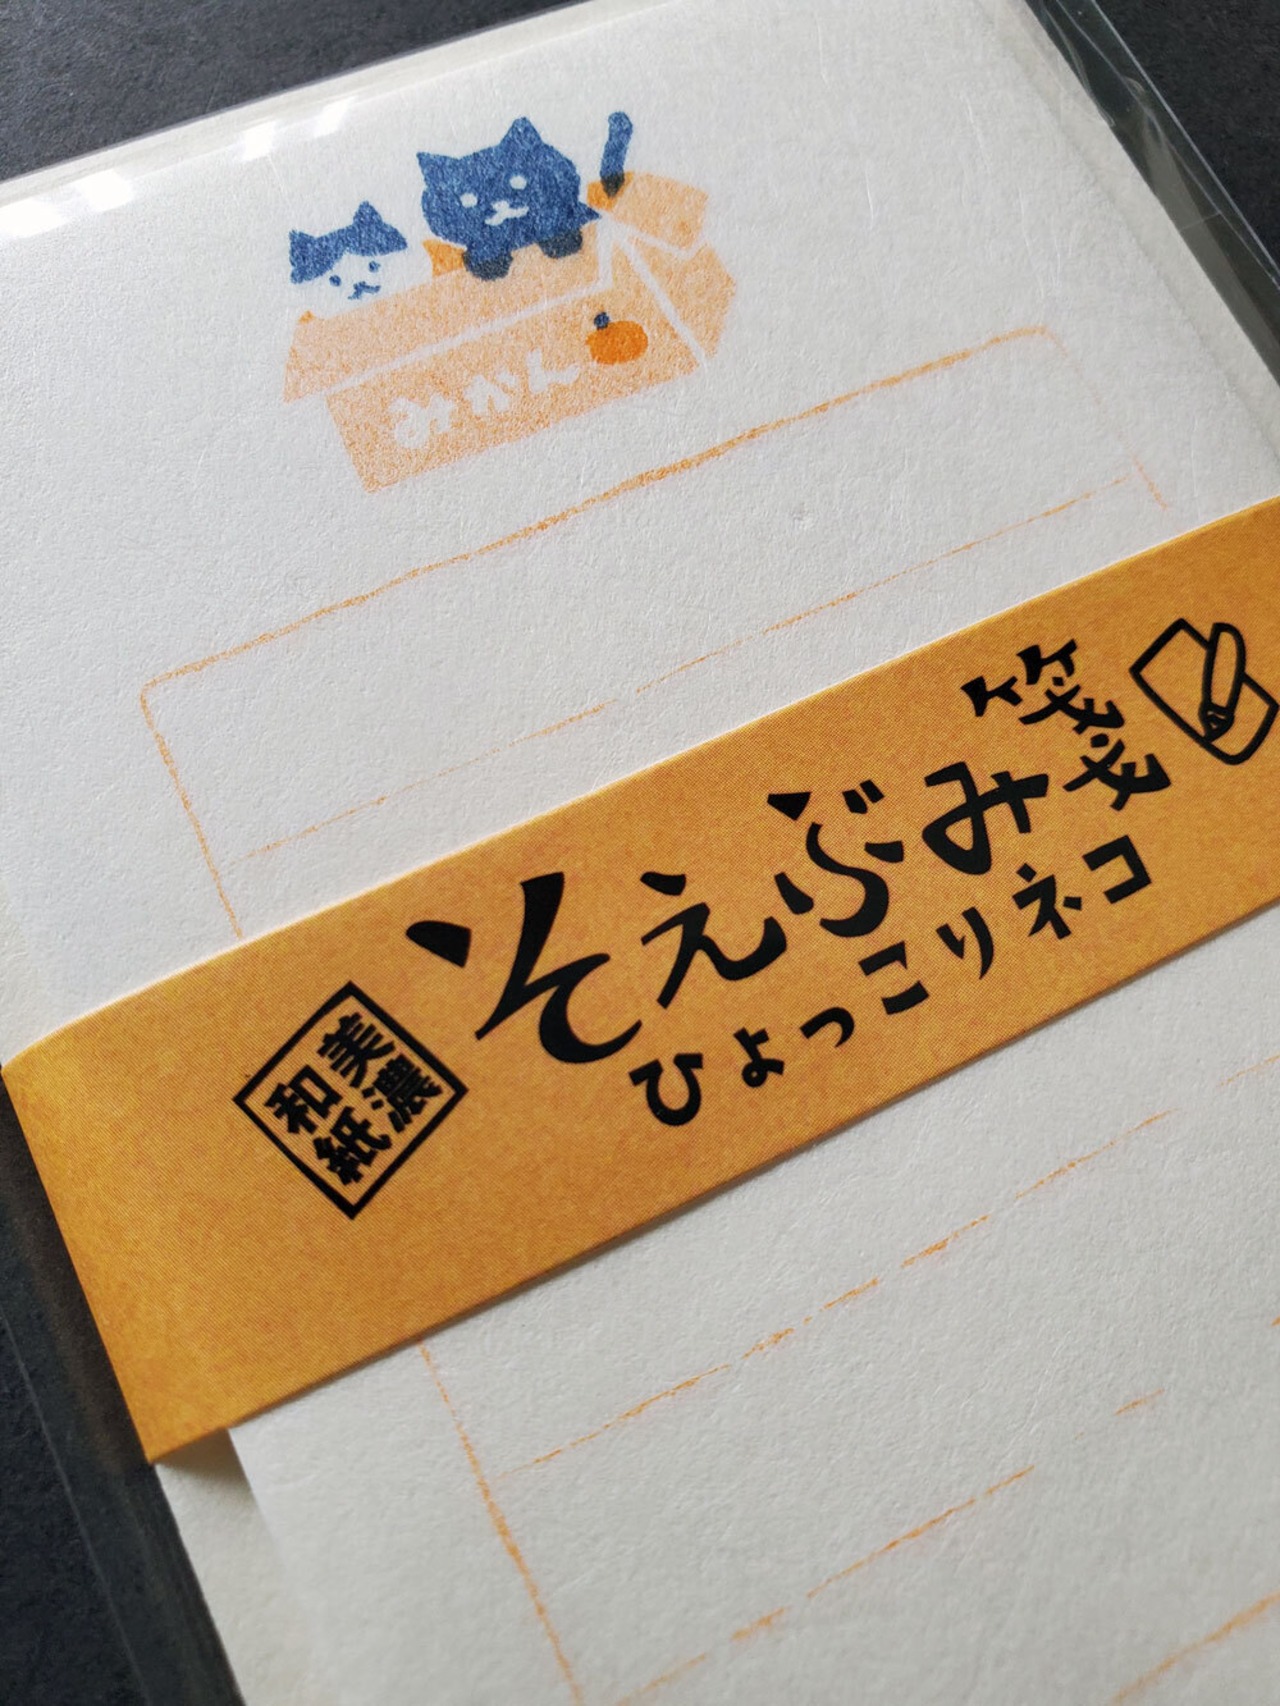 みかん
そえぶみ箋
ひょっこりネコ
美濃
和紙